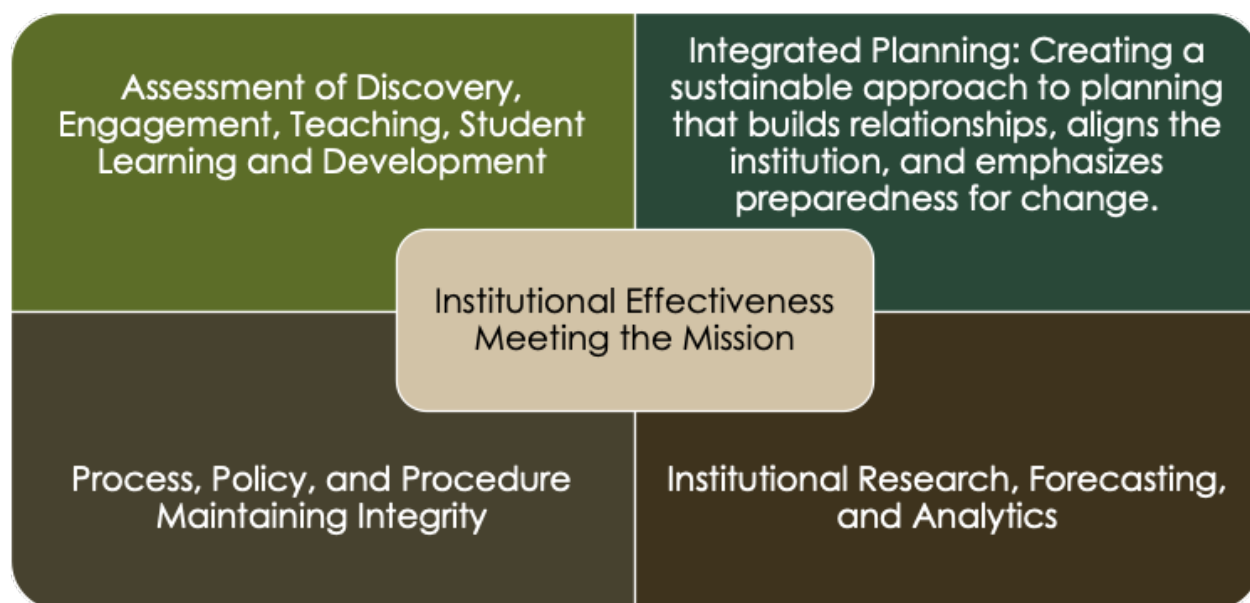 Assessment of Discovery,
Engagement, Teaching, Student
Learning and Development
Integrated Planning: Creating a
sustainable approach to planning
that builds relationships, aligns the
institution, and emphasizes
preparedness for change.
Institutional Effectiveness
Meeting the Mission
Process, Policy, and Procedure
Maintaining Integrity
Institutional Research, Forecasting,
and Analytics